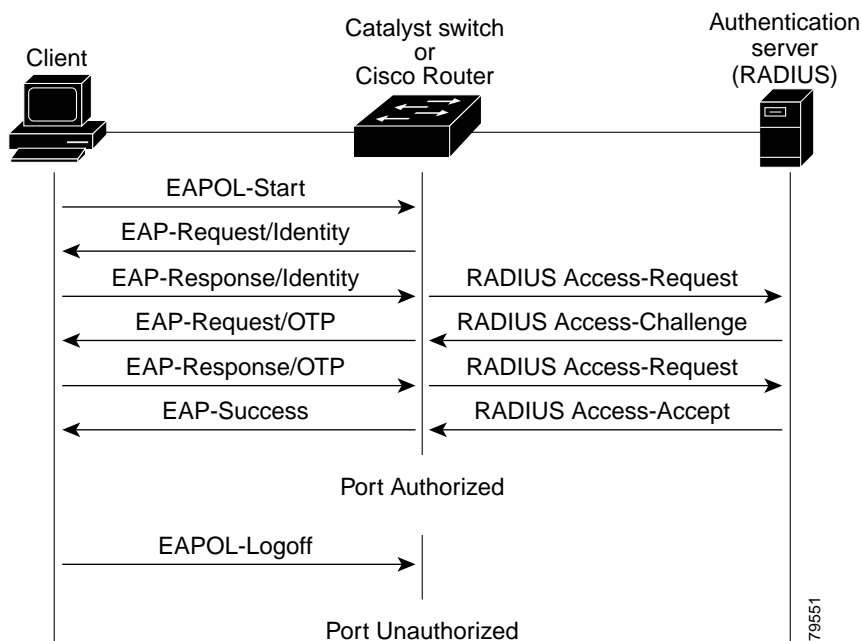 Client
Catalyst switch
or
Cisco Router
Authentication
server
(RADIUS)
EAPOL-Start
EAP-Request/Identity
EAP-Response/Identity
RADIUS Access-Request
EAP-Request/OTP
RADIUS Access-Challenge
EAP-Response/OTP
RADIUS Access-Request
EAP-Success
RADIUS Access-Accept
Port Authorized
EAPOL-Logoff
Port Unauthorized
79551